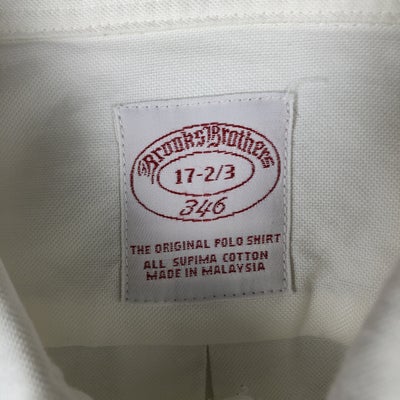 Brooks Brothers
17-2/3
346
THE ORIGINAL POLO SHIRT
ALL SUPIMA COTTON
MADE IN MALAYSIA